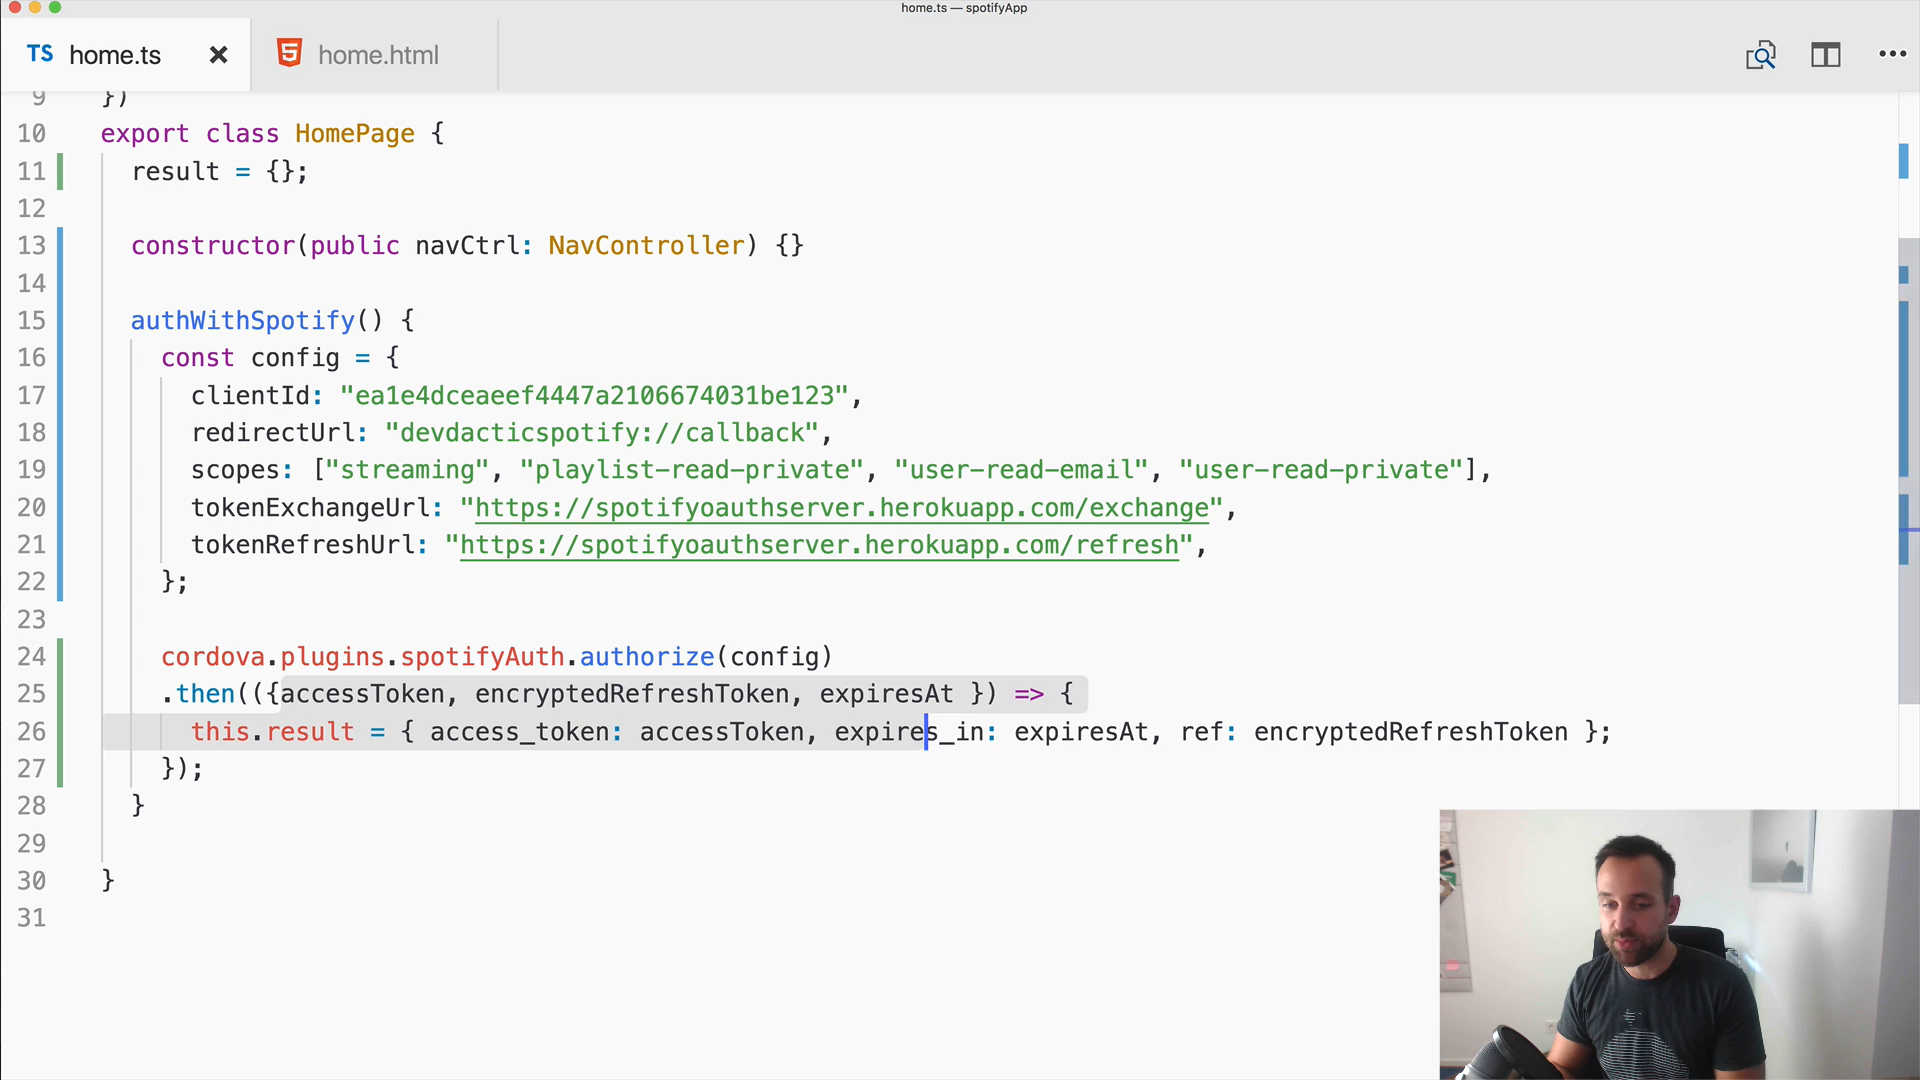 home.ts — spotifyApp
TS home.ts
5 home.html
9 })
10 export class HomePage {
11 result = {};
12
13 constructor(public navCtrl: NavController) {}
14
15 authWithSpotify() {
16 const config = {
17 clientId: "ea1e4dceaeef4447a2106674031be123",
18 redirectUrl: "devdacticspotify://callback",
19 scopes: ["streaming", "playlist-read-private", "user-read-email", "user-read-private"],
20 tokenExchangeUrl: "https://spotifyoauthserver.herokuapp.com/exchange",
21 tokenRefreshUrl: "https://spotifyoauthserver.herokuapp.com/refresh",
22 };
23
24 cordova.plugins.spotifyAuth.authorize(config)
25 .then(({accessToken, encryptedRefreshToken, expiresAt }) => {
26 this.result = { access_token: accessToken, expires_in: expiresAt, ref: encryptedRefreshToken };
27 });
28 }
29
30 }
31